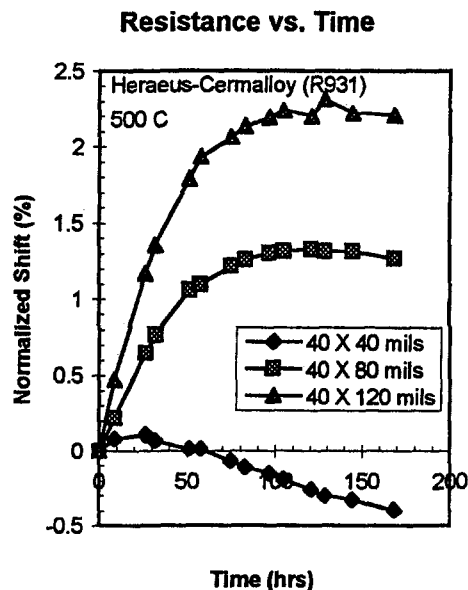 Resistance vs. Time
Heraeus-Cermalloy (R931)
500 C
Normalized Shift (%)
2.5
2
1.5
1
0.5
0
-0.5
0
50
100
150
200
40 X 40 mils
40 X 80 mils
40 X 120 mils
Time (hrs)